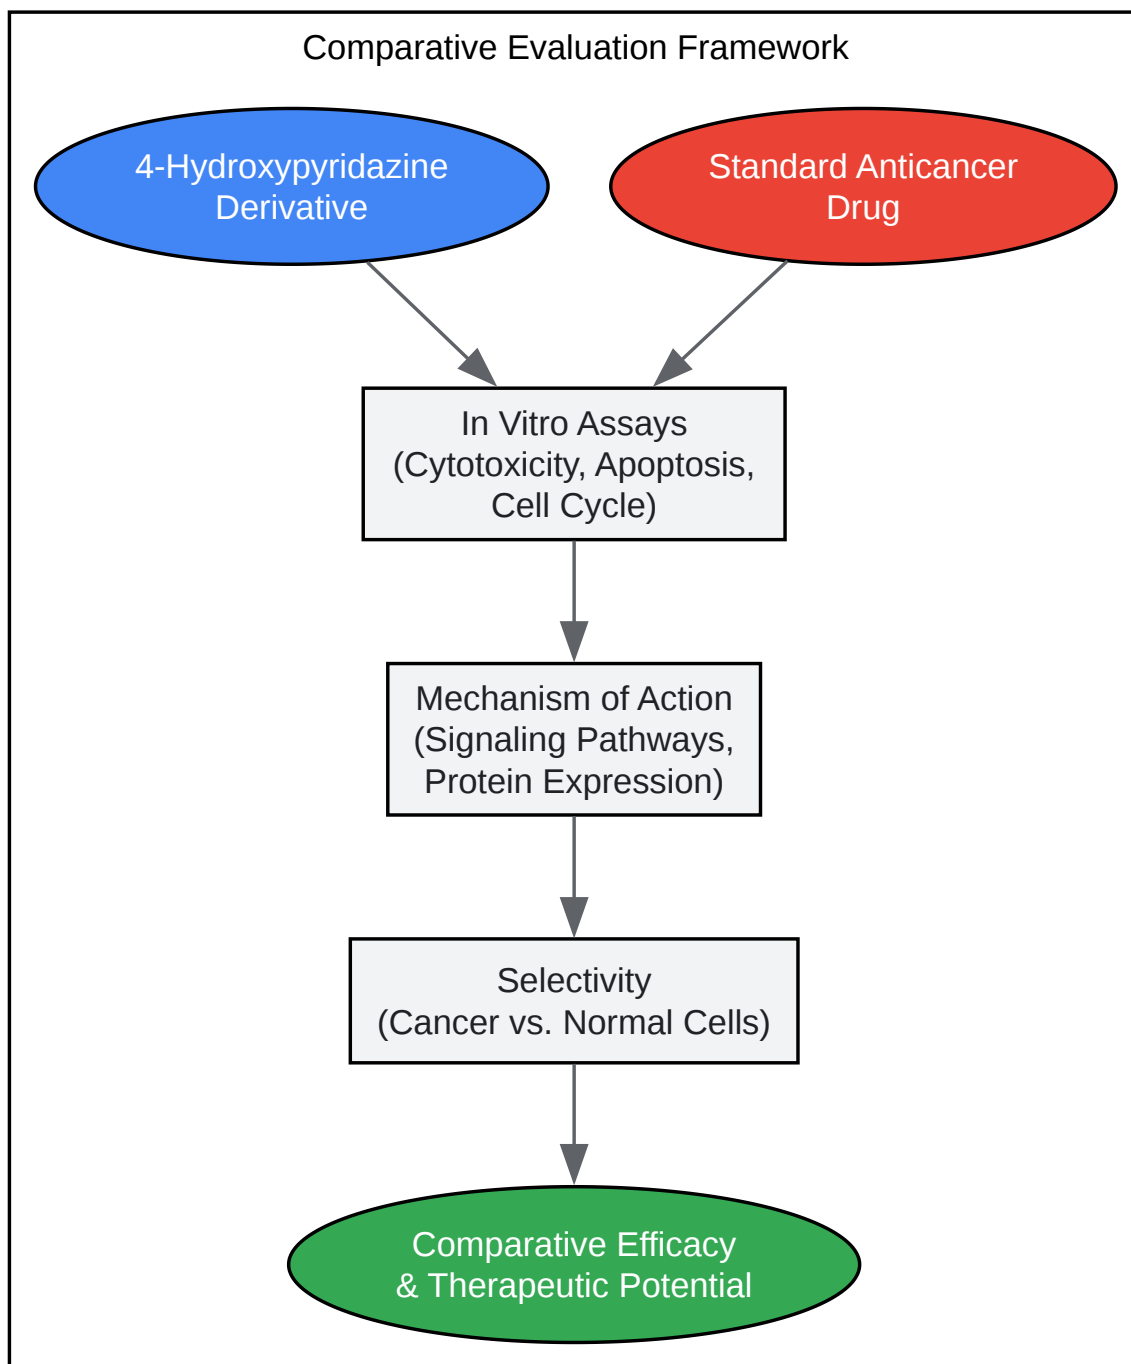 Comparative Evaluation Framework
4-Hydroxypyridazine
Derivative
Standard Anticancer
Drug
In Vitro Assays
(Cytotoxicity, Apoptosis,
Cell Cycle)
Mechanism of Action
(Signaling Pathways,
Protein Expression)
Selectivity
(Cancer vs. Normal Cells)
Comparative Efficacy
& Therapeutic Potential